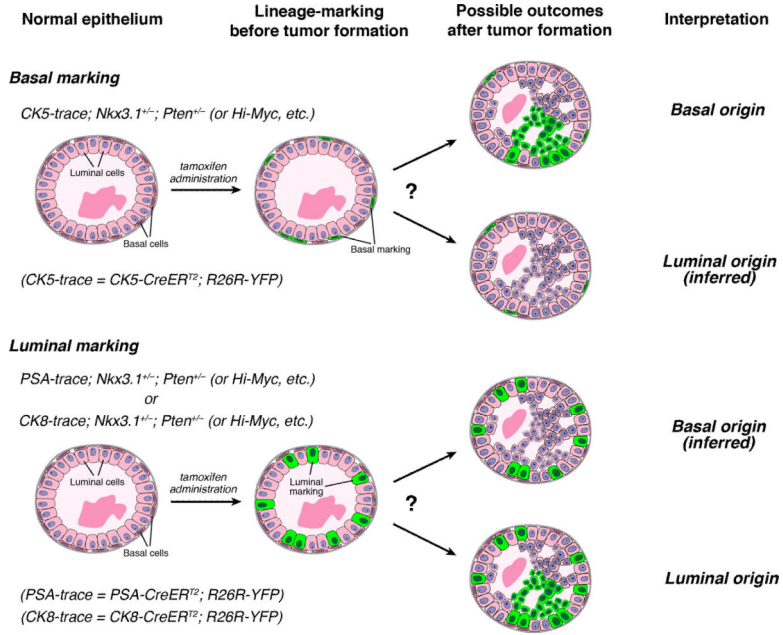 Normal epithelium
Lineage-marking
before tumor formation
Possible outcomes
after tumor formation
Interpretation
Basal marking
CK5-trace; Nkx3.1+/–; Pten+/– (or Hi-Myc, etc.)
Luminal cells
Basal cells
tamoxifen
administration
Basal marking
?
Basal origin
Luminal origin
(inferred)
(CK5-trace = CK5-CreERT2; R26R-YFP)
Luminal marking
PSA-trace; Nkx3.1+/–; Pten+/– (or Hi-Myc, etc.)
or
CK8-trace; Nkx3.1+/–; Pten+/– (or Hi-Myc, etc.)
Luminal cells
Basal cells
tamoxifen
administration
Luminal
marking
?
Basal origin
(inferred)
Luminal origin
(PSA-trace = PSA-CreERT2; R26R-YFP)
(CK8-trace = CK8-CreERT2; R26R-YFP)